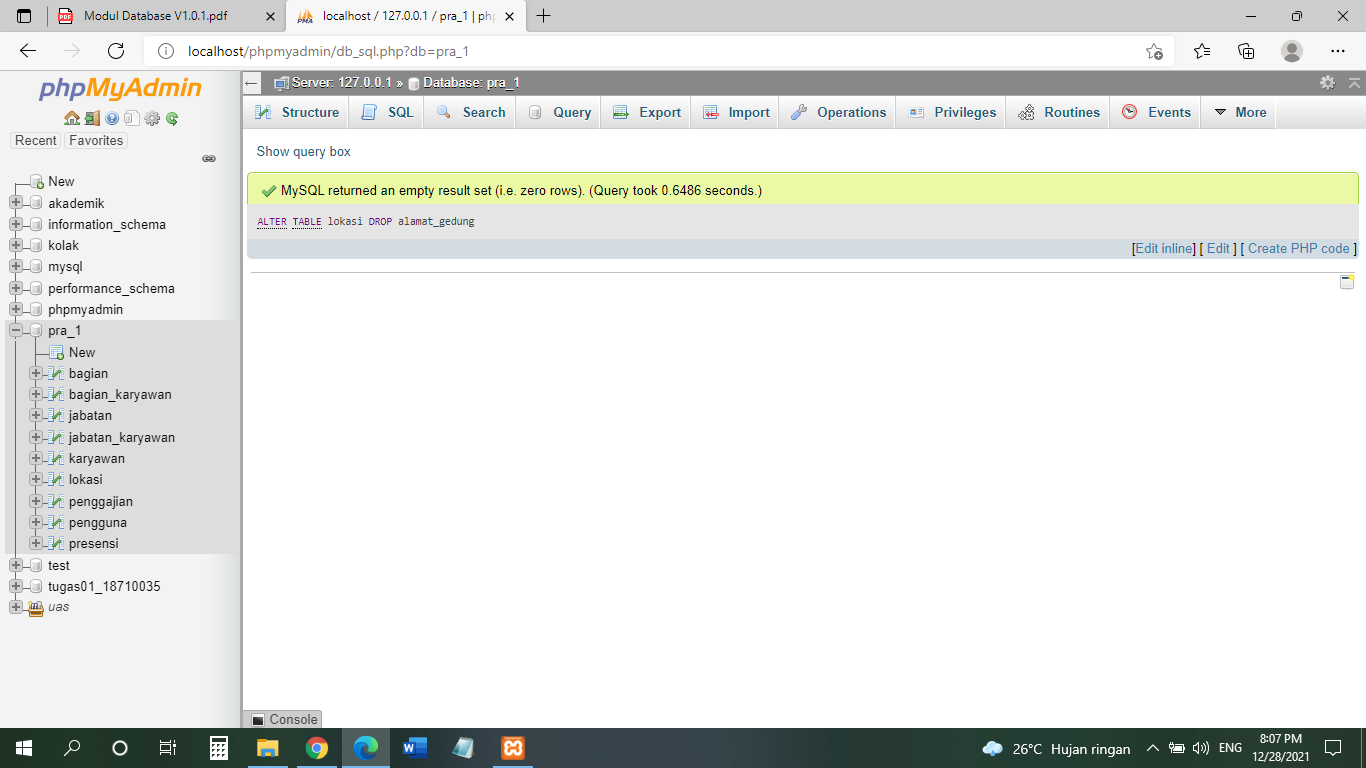 Modul Database V1.0.1.pdf
localhost / 127.0.0.1 / pra_1 | php
localhost/phpmyadmin/db_sql.php?db=pra_1
phpMyAdmin
Recent Favorites
New
akademik
information_schema
kolak
mysql
performance_schema
phpmyadmin
pra_1
New
bagian
bagian_karyawan
jabatan
jabatan_karyawan
karyawan
lokasi
penggajian
pengguna
presensi
test
tugas01_18710035
uas
Server: 127.0.0.1 » Database: pra_1
Structure SQL Search Query Export Import Operations Privileges Routines Events More
Show query box
MySQL returned an empty result set (i.e. zero rows). (Query took 0.6486 seconds.)
ALTER TABLE lokasi DROP alamat_gedung
[Edit inline] [ Edit ] [ Create PHP code ]
Console
26°C Hujan ringan
ENG
8:07 PM
12/28/2021